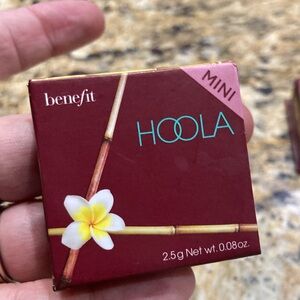 benefit
MINI
HOOLA
2.5g Net wt. 0.08oz.